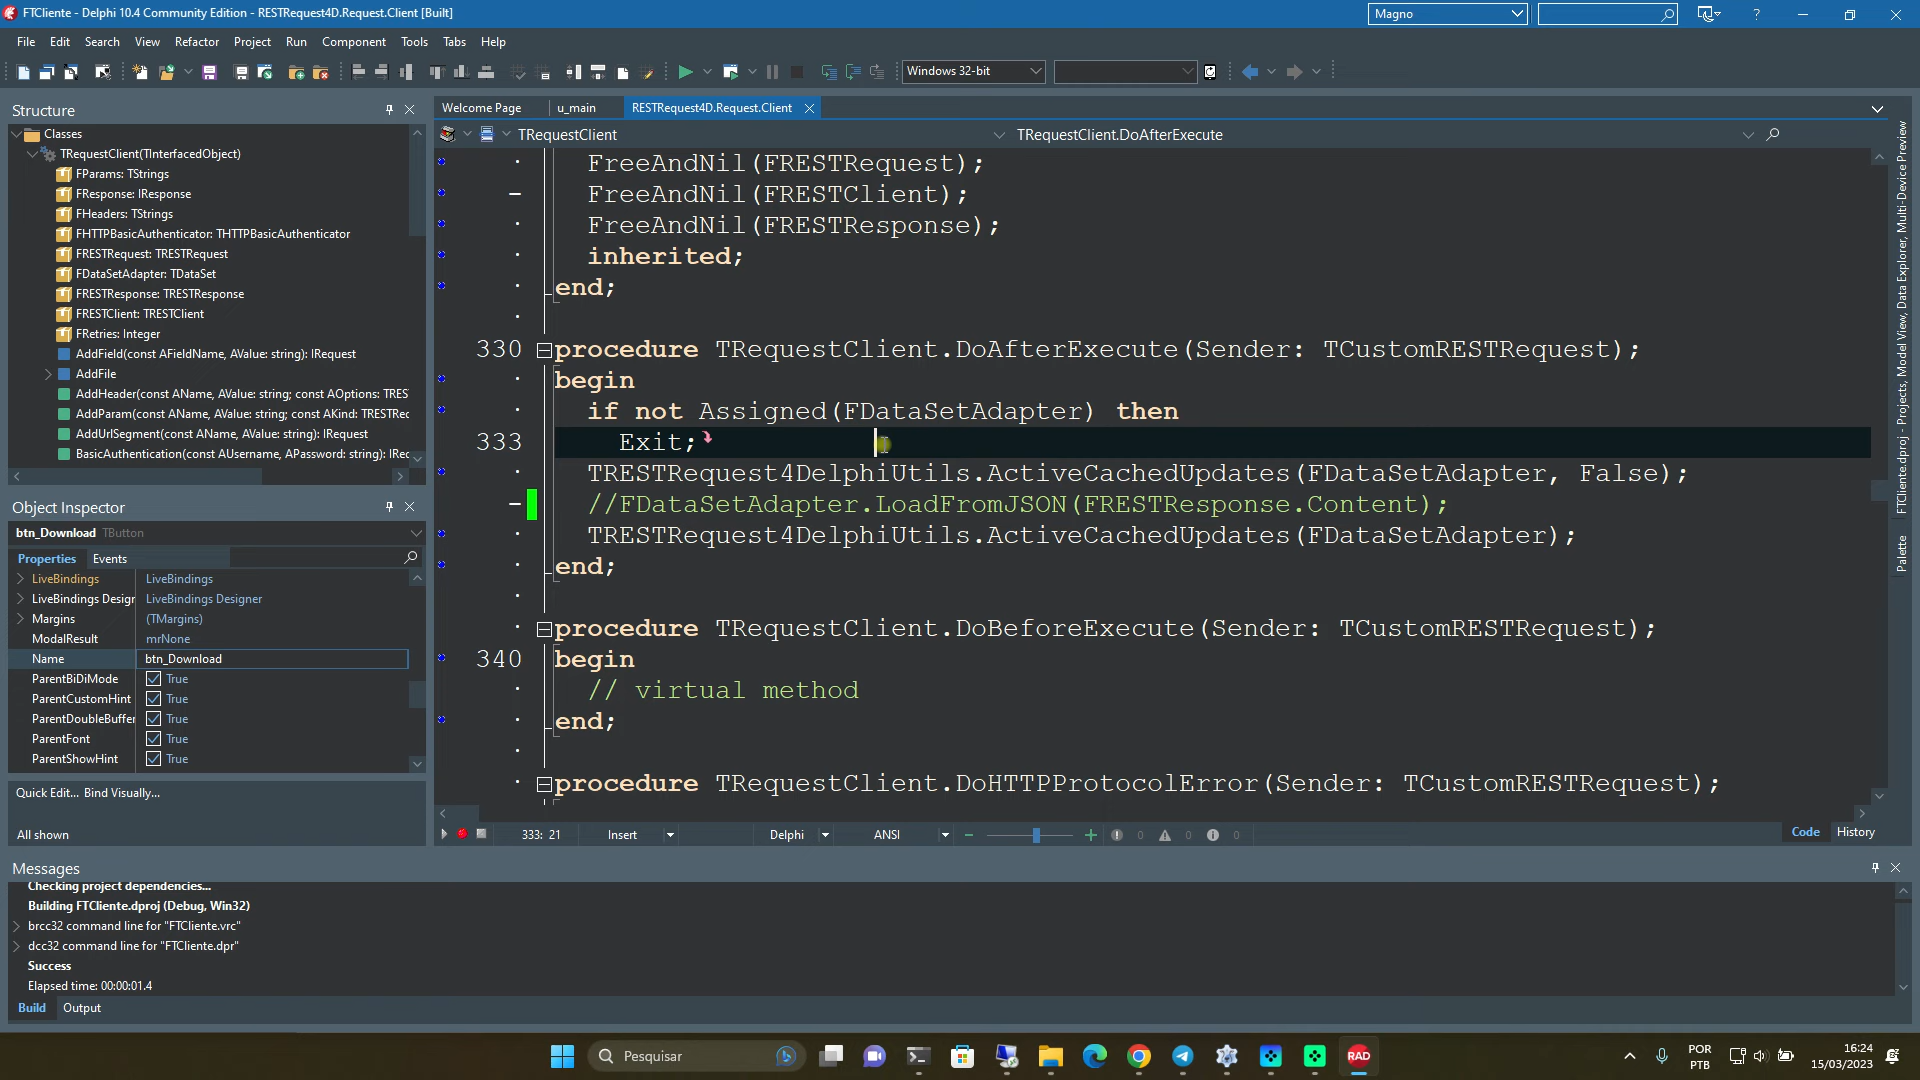 FTCliente - Delphi 10.4 Community Edition - RESTRequest4D.Request.Client [Built]
Magno
?
File Edit Search View Refactor Project Run Component Tools Tabs Help
Windows 32-bit
Structure
Classes
TRequestClient(TInterfacedObject)
FParams: TStrings
FResponse: IResponse
FHeaders: TStrings
FHTTPBasicAuthenticator: THTTPBasicAuthenticator
FRESTRequest: TRESTRequest
FDataSetAdapter: TDataSet
FRESTResponse: TRESTResponse
FRESTClient: TRESTClient
FRetries: Integer
AddField(const AFieldName, AValue: string): IRequest
AddFile
AddHeader(const AName, AValue: string; const AOptions: TRES
AddParam(const AName, AValue: string; const AKind: TRESTRec
AddUrlSegment(const AName, AValue: string): IRequest
BasicAuthentication(const AUsername, APassword: string): IRec
Object Inspector
btn_Download TButton
Properties Events
LiveBindings LiveBindings
LiveBindings Desigr LiveBindings Designer
Margins (TMargins)
ModalResult mrNone
Name btn_Download
ParentBiDiMode True
ParentCustomHint True
ParentDoubleBuffer True
ParentFont True
ParentShowHint True
Quick Edit... Bind Visually...
All shown
Welcome Page u_main RESTRequest4D.Request.Client
TRequestClient TRequestClient.DoAfterExecute
FreeAndNil(FRESTRequest);
FreeAndNil(FRESTClient);
FreeAndNil(FRESTResponse);
inherited;
end;
330 procedure TRequestClient.DoAfterExecute(Sender: TCustomRESTRequest);
begin
if not Assigned(FDataSetAdapter) then
333 Exit;
TRESTRequest4DelphiUtils.ActiveCachedUpdates(FDataSetAdapter, False);
//FDataSetAdapter.LoadFromJSON(FRESTResponse.Content);
TRESTRequest4DelphiUtils.ActiveCachedUpdates(FDataSetAdapter);
end;
procedure TRequestClient.DoBeforeExecute(Sender: TCustomRESTRequest);
340 begin
// virtual method
end;
procedure TRequestClient.DoHTTPProtocolError(Sender: TCustomRESTRequest);
333: 21 Insert Delphi ANSI 0 0 0
Code History
FTCliente.dproj - Projects, Model View, Data Explorer, Multi-Device Preview
Palette
Messages
Checking project dependencies...
Building FTCliente.dproj (Debug, Win32)
brcc32 command line for "FTCliente.vrc"
dcc32 command line for "FTCliente.dpr"
Success
Elapsed time: 00:00:01.4
Build Output
Pesquisar
RAD
POR
PTB
16:24
15/03/2023